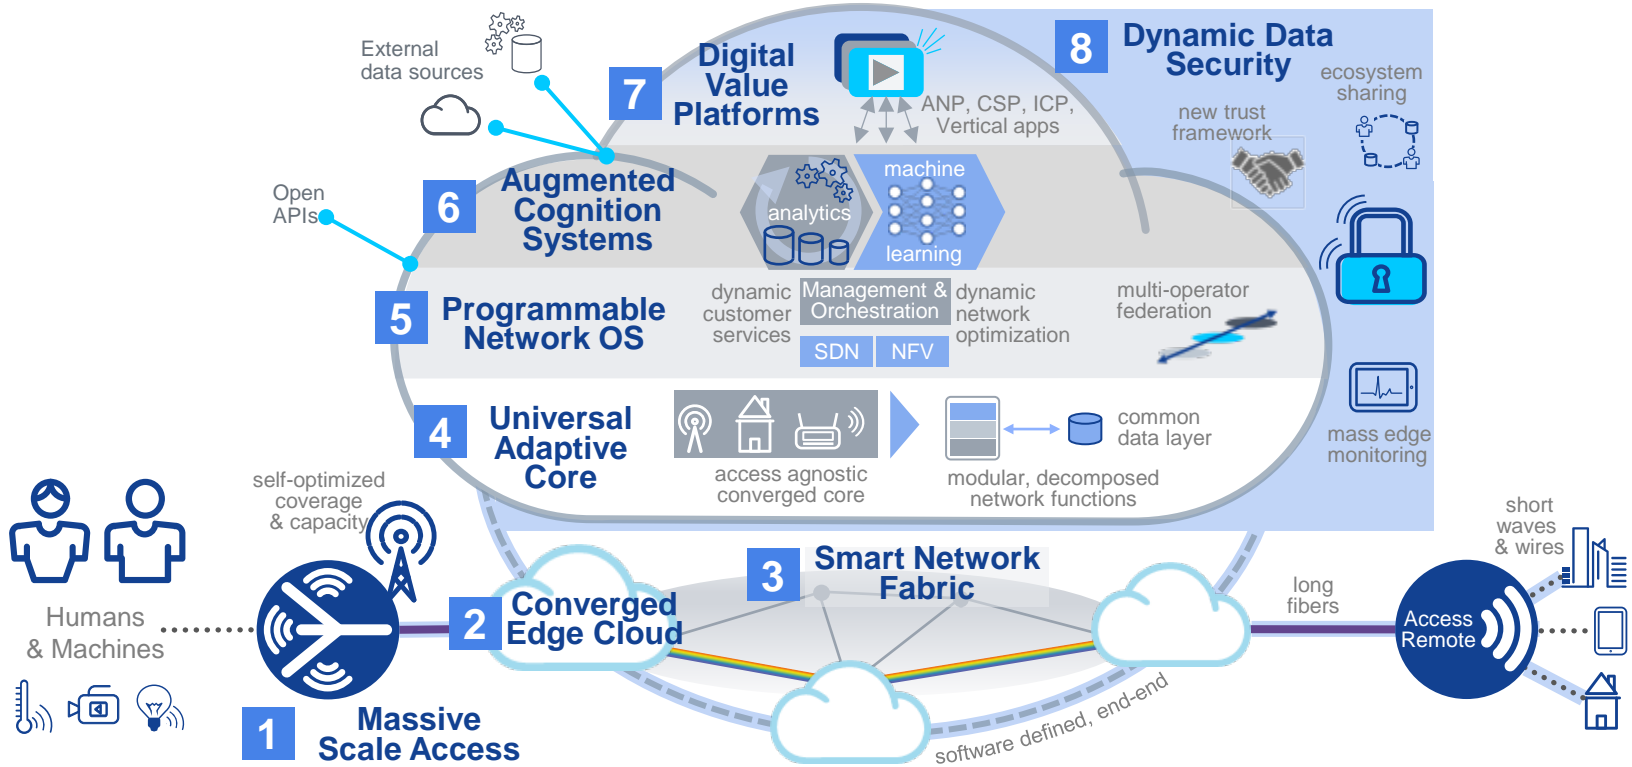 External
data sources
Open
APIs
7
Digital
Value
Platforms
ANP, CSP, ICP,
Vertical apps
8
Dynamic Data
Security
ecosystem
sharing
new trust
framework
mass edge
monitoring
6
Augmented
Cognition
Systems
analytics
machine
learning
5
Programmable
Network OS
dynamic
customer
services
Management &
Orchestration
SDN
NFV
dynamic
network
optimization
multi-operator
federation
4
Universal
Adaptive
Core
access agnostic
converged core
modular, decomposed
network functions
common
data layer
self-optimized
coverage
& capacity
Humans
& Machines
1
Massive
Scale Access
2
Converged
Edge Cloud
3
Smart Network
Fabric
software defined, end-end
long
fibers
Access
Remote
short
waves
& wires